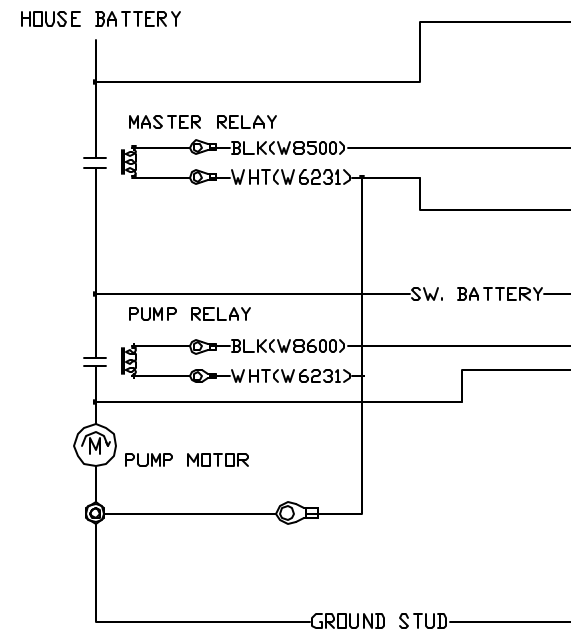 HOUSE BATTERY
MASTER RELAY
BLK(W8500)
WHT(W6231)
SW. BATTERY
PUMP RELAY
BLK(W8600)
WHT(W6231)
M
PUMP MOTOR
GROUND STUD